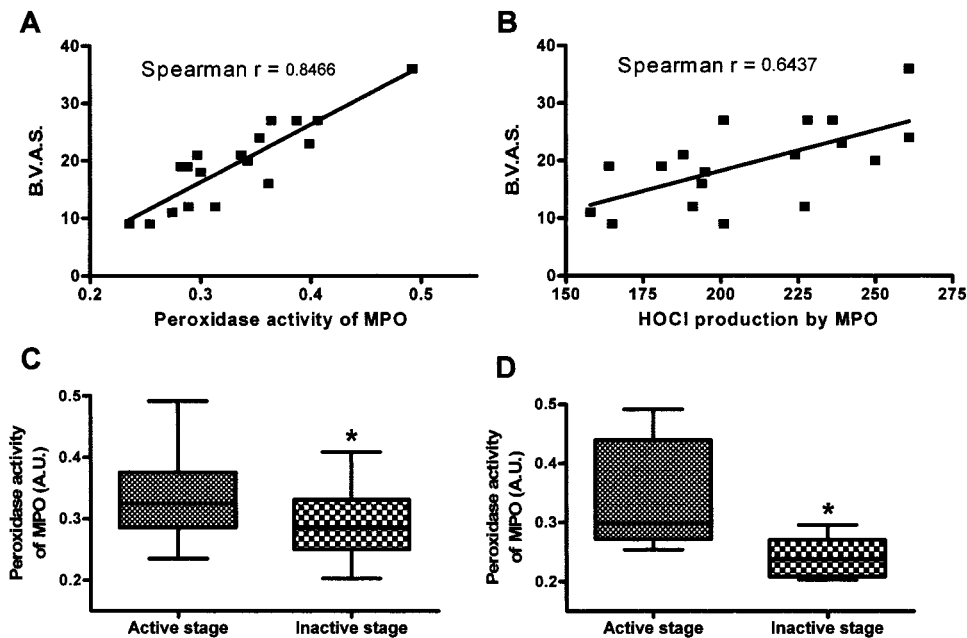 A
B
40
30
20
10
0
B.V.A.S.
Spearman r = 0.8466
0.2
0.3
0.4
0.5
Peroxidase activity of MPO
40
30
20
10
0
B.V.A.S.
Spearman r = 0.6437
150
175
200
225
250
275
HOCl production by MPO
C
D
0.5
0.4
0.3
0.2
Peroxidase activity
of MPO (A.U.)
*
Active stage
Inactive stage
0.5
0.4
0.3
0.2
Peroxidase activity
of MPO (A.U.)
*
Active stage
Inactive stage